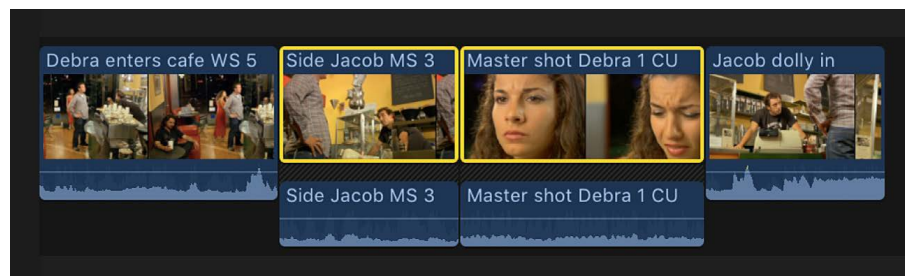 Debra enters cafe WS 5
Side Jacob MS 3
Master shot Debra 1 CU
Jacob dolly in
Side Jacob MS 3
Master shot Debra 1 CU